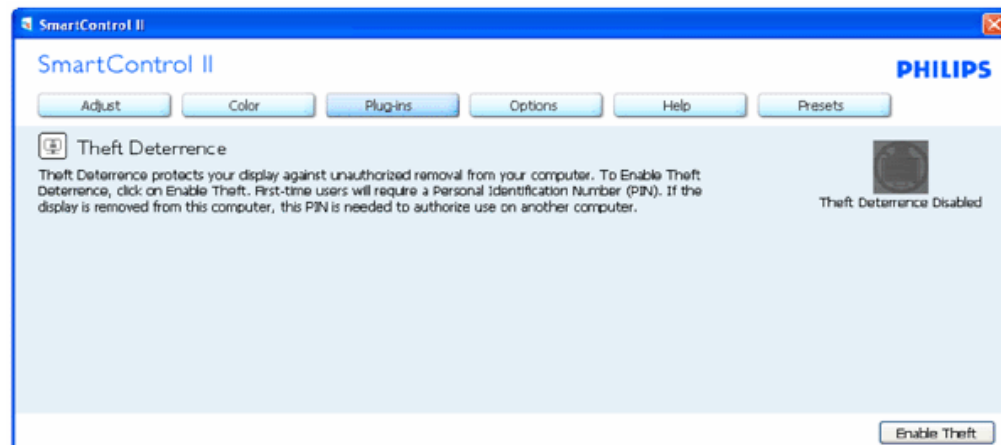 SmartControl II
SmartControl II
PHILIPS
Adjust Color Plug-ins Options Help Presets
Theft Deterrence
Theft Deterrence protects your display against unauthorized removal from your computer. To Enable Theft
Deterrence, click on Enable Theft. First-time users will require a Personal Identification Number (PIN). If the
display is removed from this computer, this PIN is needed to authorize use on another computer.
Theft Deterrence Disabled
Enable Theft